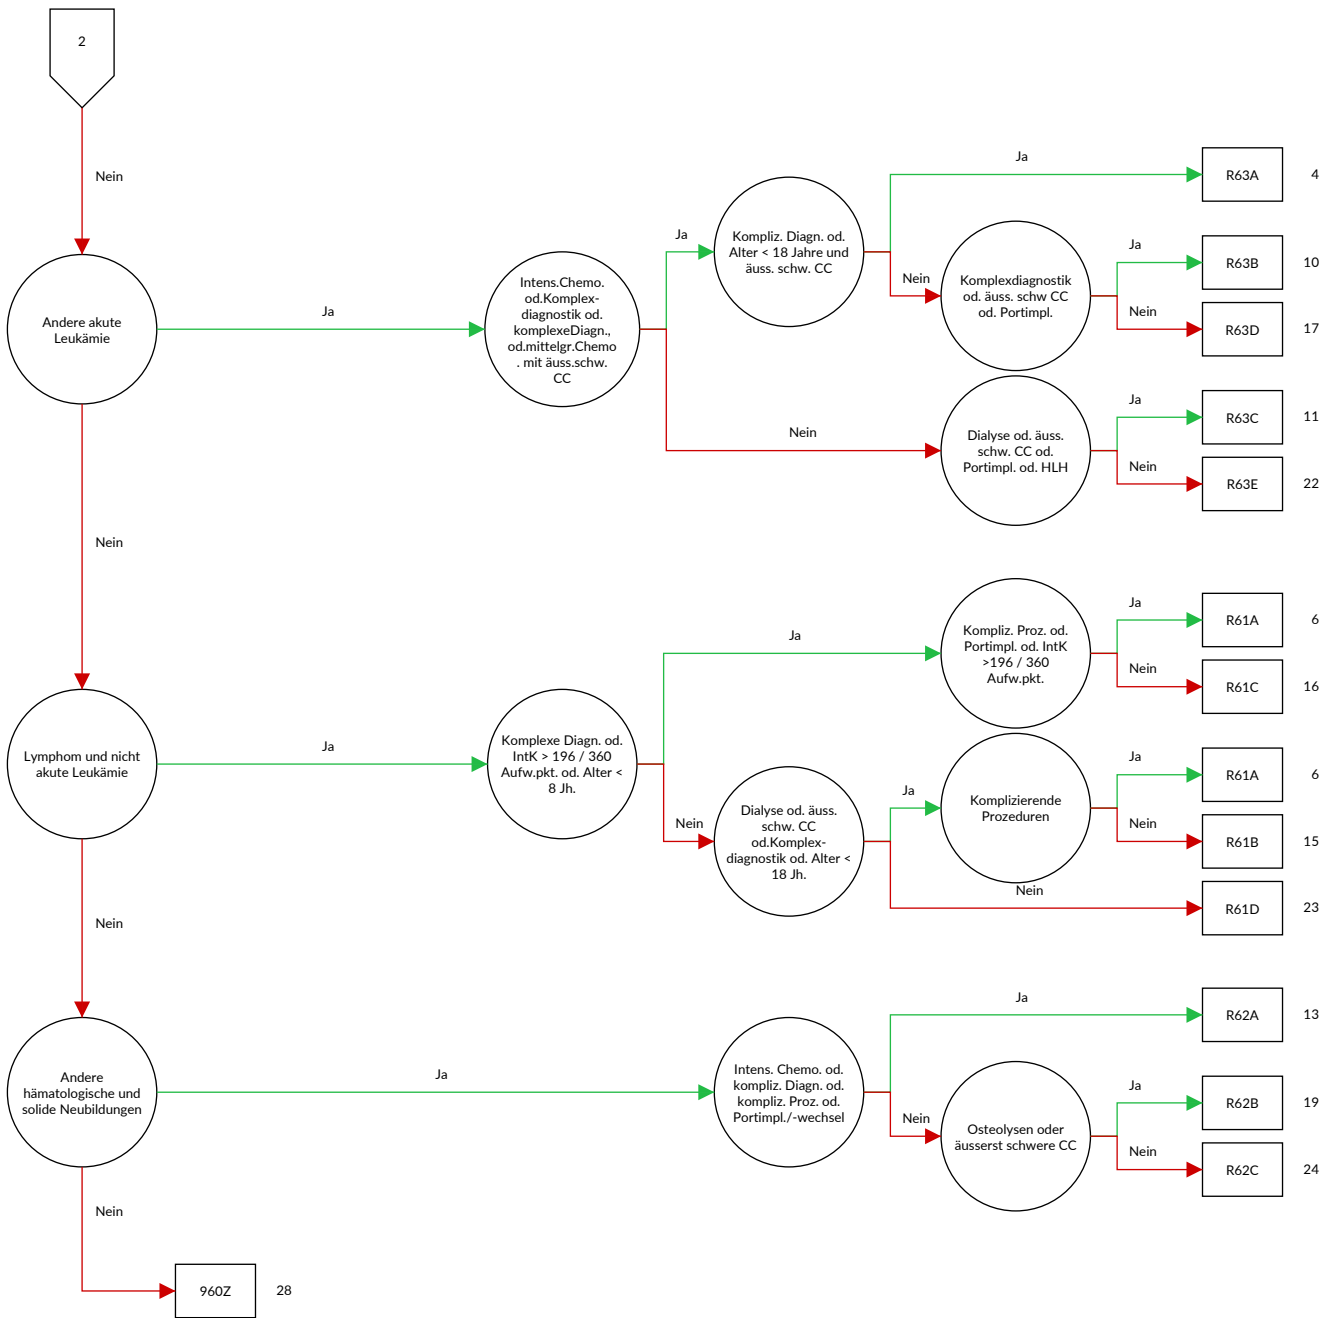 2
Nein
Andere akute
Leukämie
Ja
Intens.Chemo.
od.Komplex-
diagnostik od.
komplexeDiagn.,
od.mittelgr.Chemo
. mit äuss.schw.
CC
Ja
Kompliz. Diagn. od.
Alter < 18 Jahre und
äuss. schw. CC
Ja
R63A
4
Nein
Komplexdiagnostik
od. äuss. schw CC
od. Portimpl.
Ja
R63B
10
Nein
R63D
17
Nein
Dialyse od. äuss.
schw. CC od.
Portimpl. od. HLH
Ja
R63C
11
Nein
R63E
22
Nein
Lymphom und nicht
akute Leukämie
Ja
Komplexe Diagn. od.
IntK > 196 / 360
Aufw.pkt. od. Alter <
8 Jh.
Ja
Kompliz. Proz. od.
Portimpl. od. IntK
>196 / 360
Aufw.pkt.
Ja
R61A
6
Nein
R61C
16
Nein
Dialyse od. äuss.
schw. CC
od.Komplex-
diagnostik od. Alter <
18 Jh.
Ja
Komplizierende
Prozeduren
Ja
R61A
6
Nein
R61B
15
Nein
R61D
23
Nein
Andere
hämatologische und
solide Neubildungen
Ja
Intens. Chemo. od.
kompliz. Diagn. od.
kompliz. Proz. od.
Portimpl./-wechsel
Ja
R62A
13
Nein
Osteolysen oder
äusserst schwere CC
Ja
R62B
19
Nein
R62C
24
Nein
960Z
28